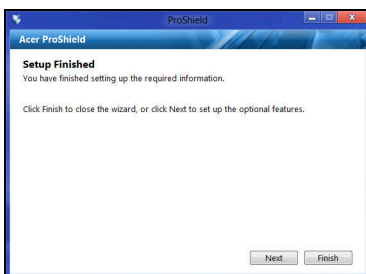 ProShield
Acer ProShield
Setup Finished
You have finished setting up the required information.
Click Finish to close the wizard, or click Next to set up the optional features.
Next Finish